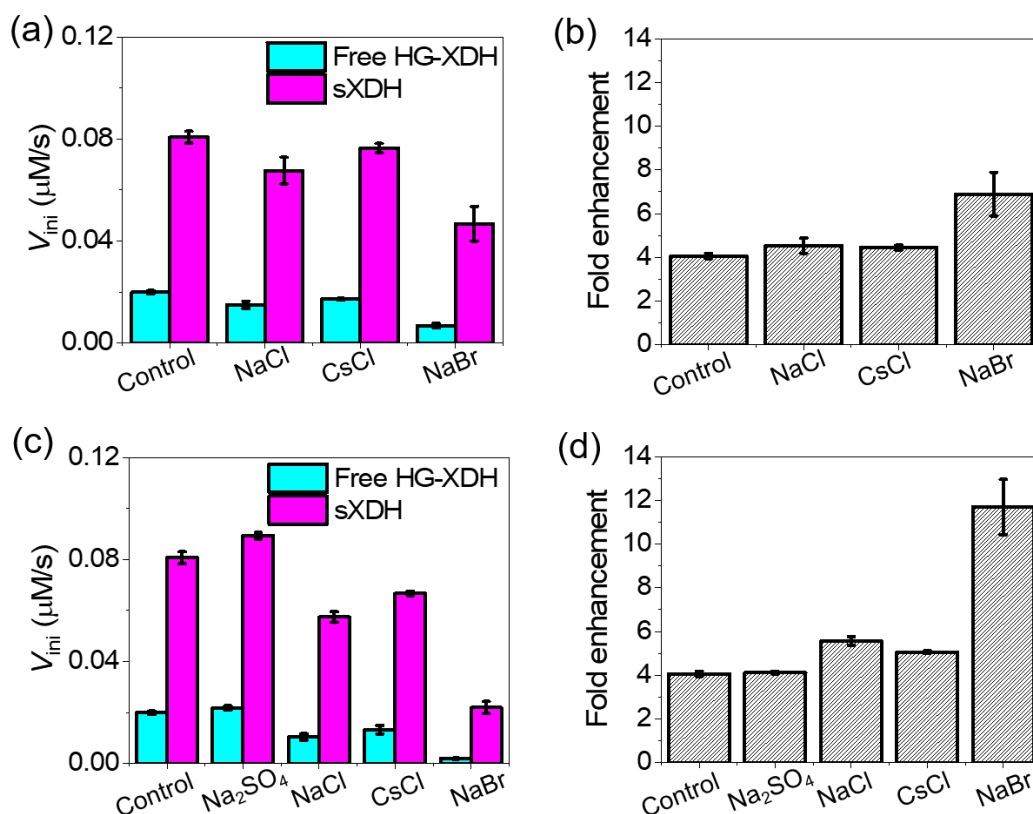 (a)
0.12
0.08
0.04
0.00
V_ini (μM/s)
Free HG-XDH
sXDH
Control
NaCl
CsCl
NaBr
(b)
14
12
10
8
6
4
2
0
Fold enhancement
Control
NaCl
CsCl
NaBr
(c)
0.12
0.08
0.04
0.00
V_ini (μM/s)
Free HG-XDH
sXDH
Control
Na₂SO₄
NaCl
CsCl
NaBr
(d)
14
12
10
8
6
4
2
0
Fold enhancement
Control
Na₂SO₄
NaCl
CsCl
NaBr